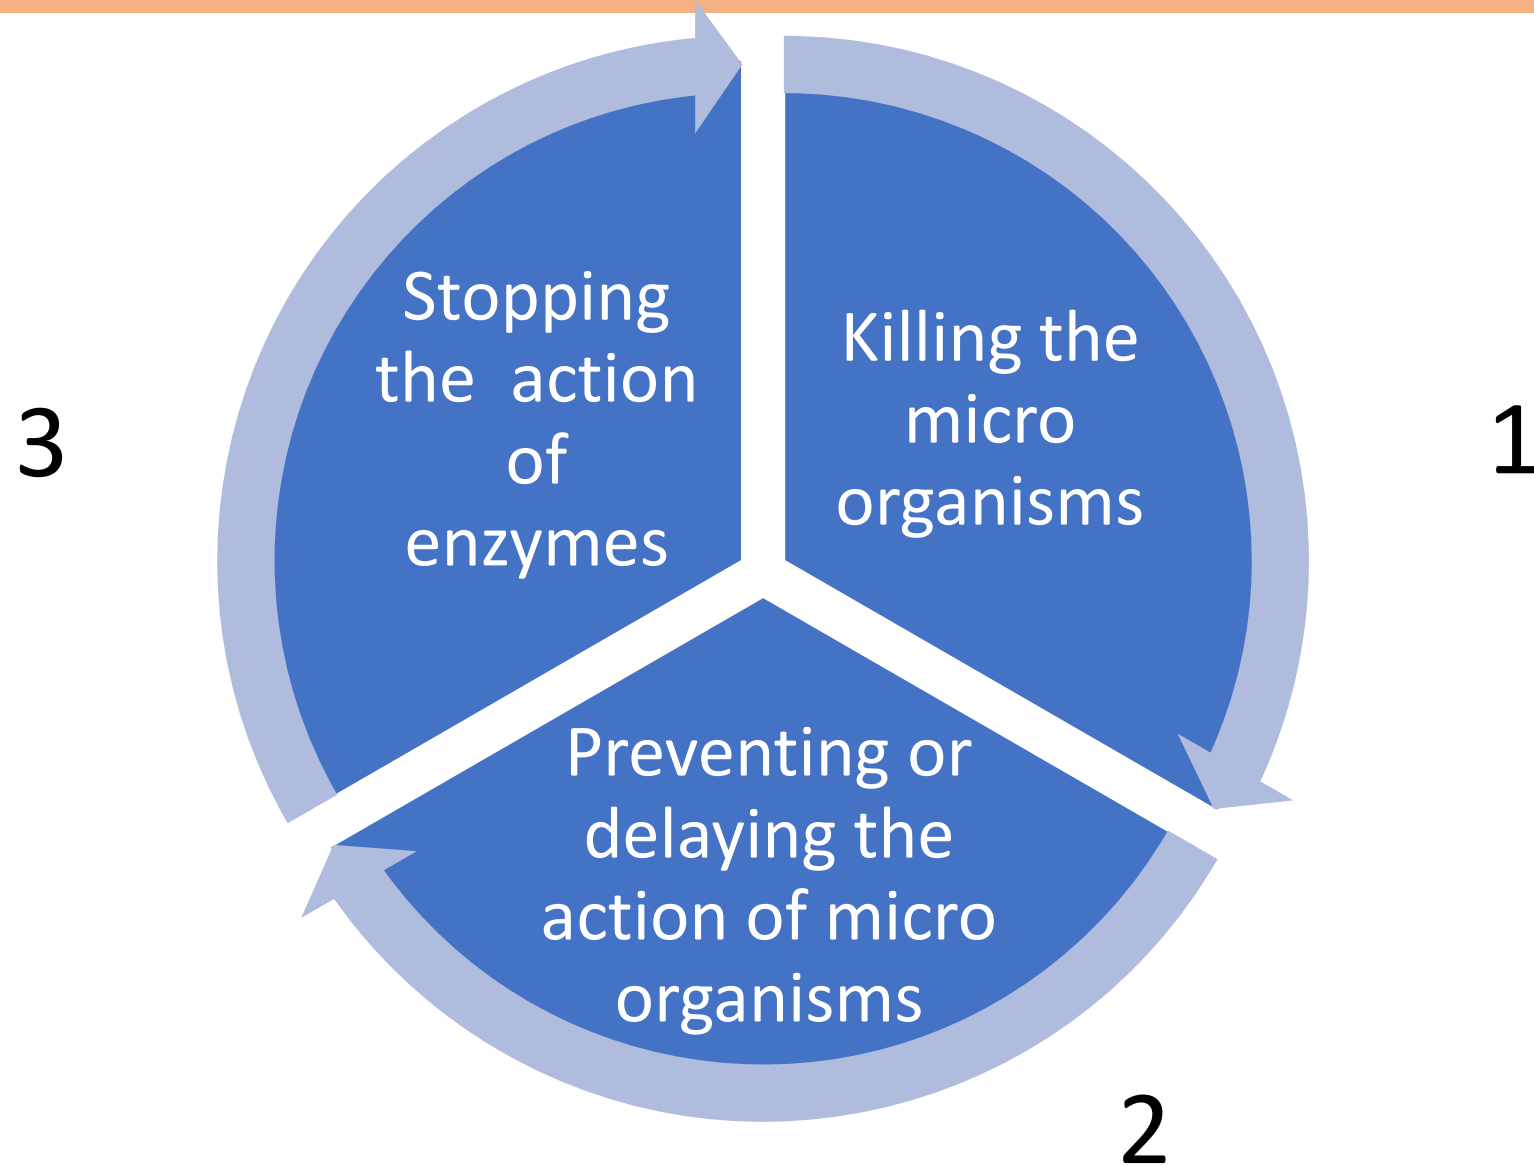 1
Killing the
micro
organisms
2
Preventing or
delaying the
action of micro
organisms
3
Stopping
the  action
of
enzymes